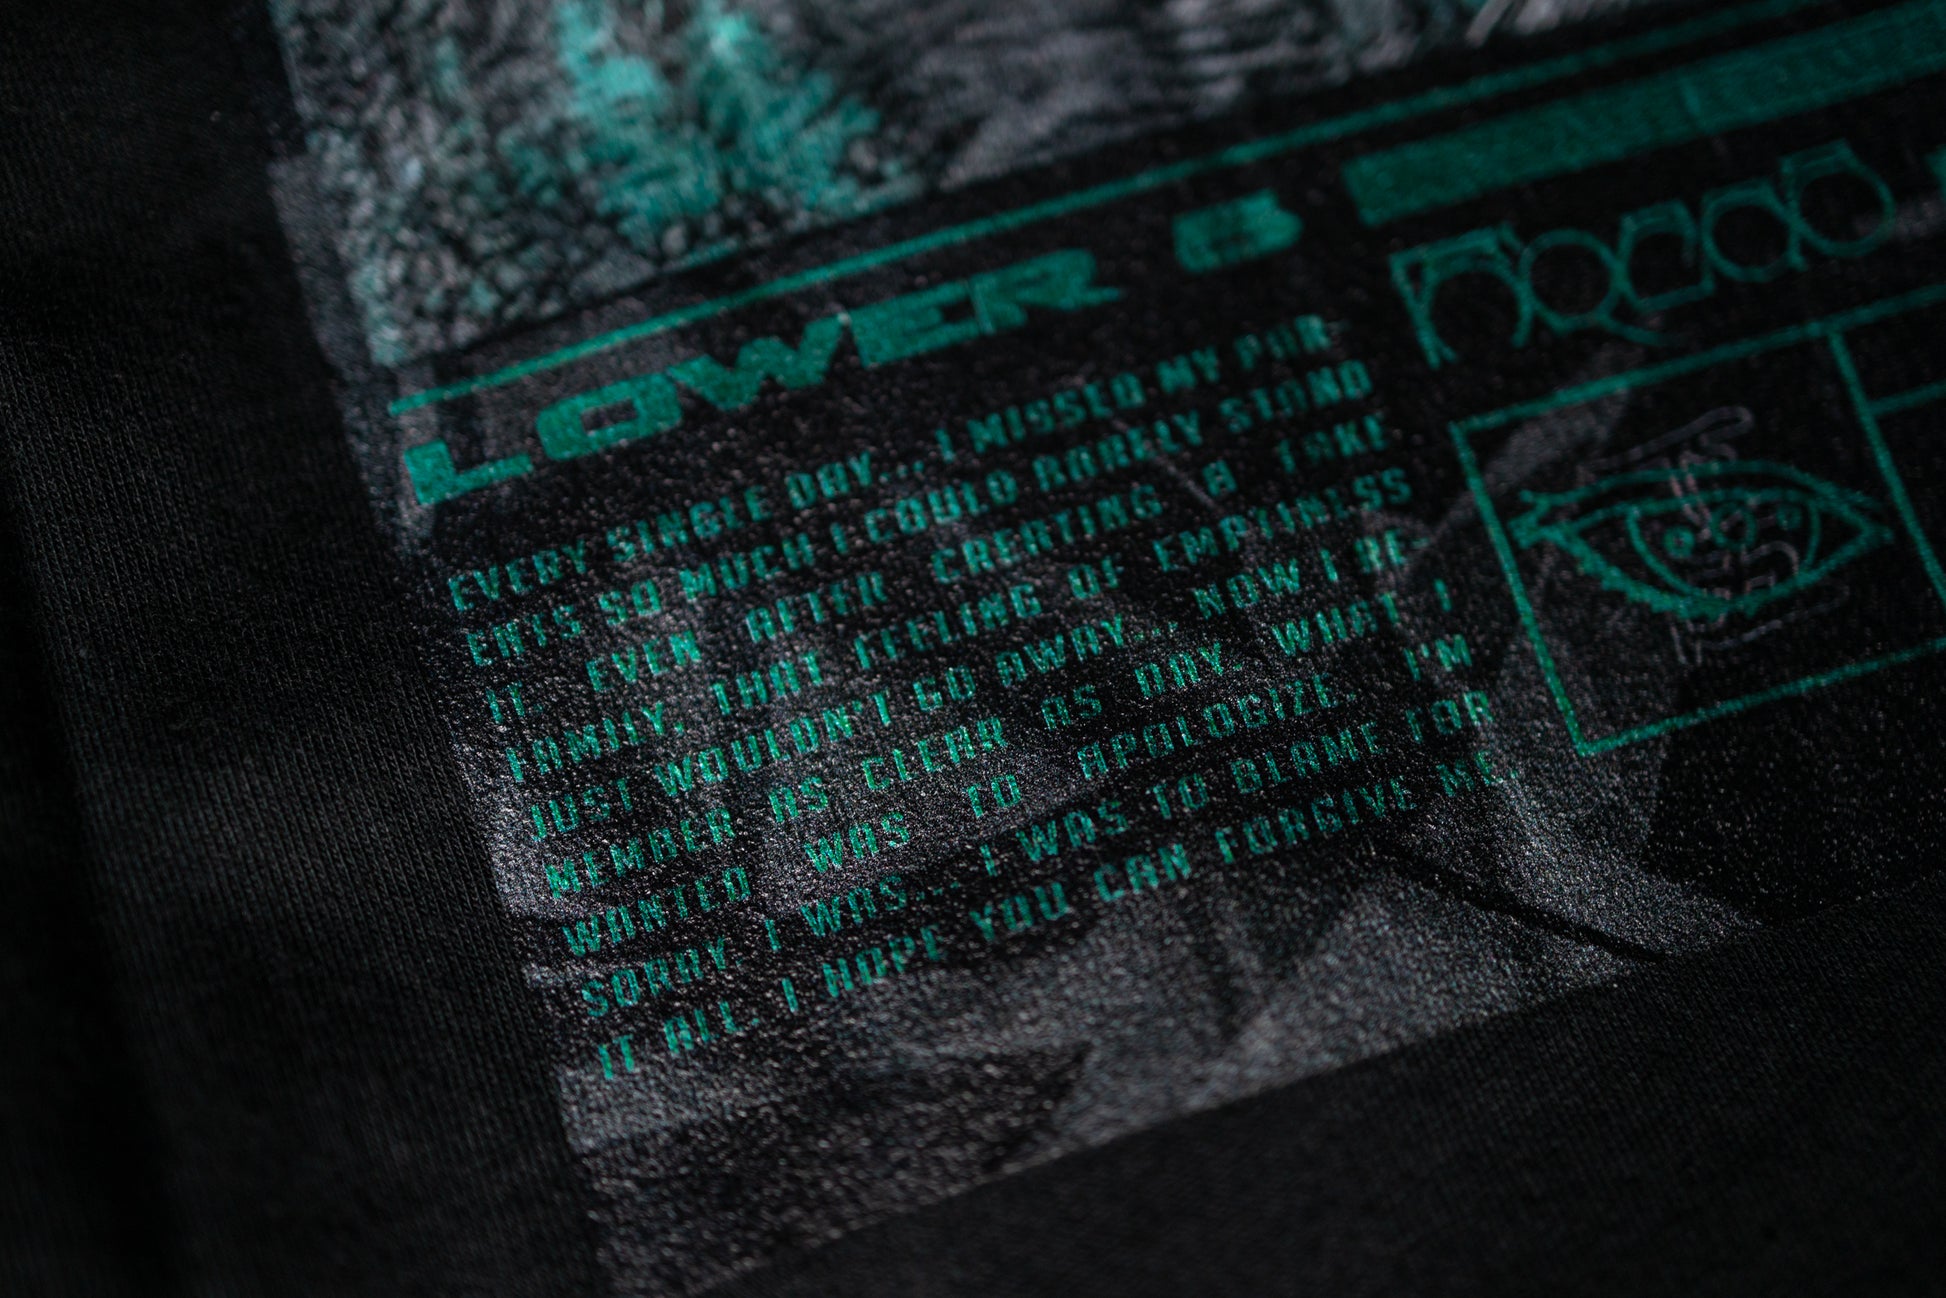 LOWER B
EVERY SINGLE DAY... I MISSED MY PAR-
ENTS SO MUCH I COULD BARELY STAND
IT. EVEN AFTER CREATING A FAKE
FAMILY, THAT FEELING OF EMPTINESS
JUST WOULDN'T GO AWAY... NOW I RE-
MEMBER AS CLEAR AS DAY. WHAT I
WANTED WAS TO APOLOGIZE. I'M
SORRY, I WAS... I WAS TO BLAME FOR
IT ALL. I HOPE YOU CAN FORGIVE ME.